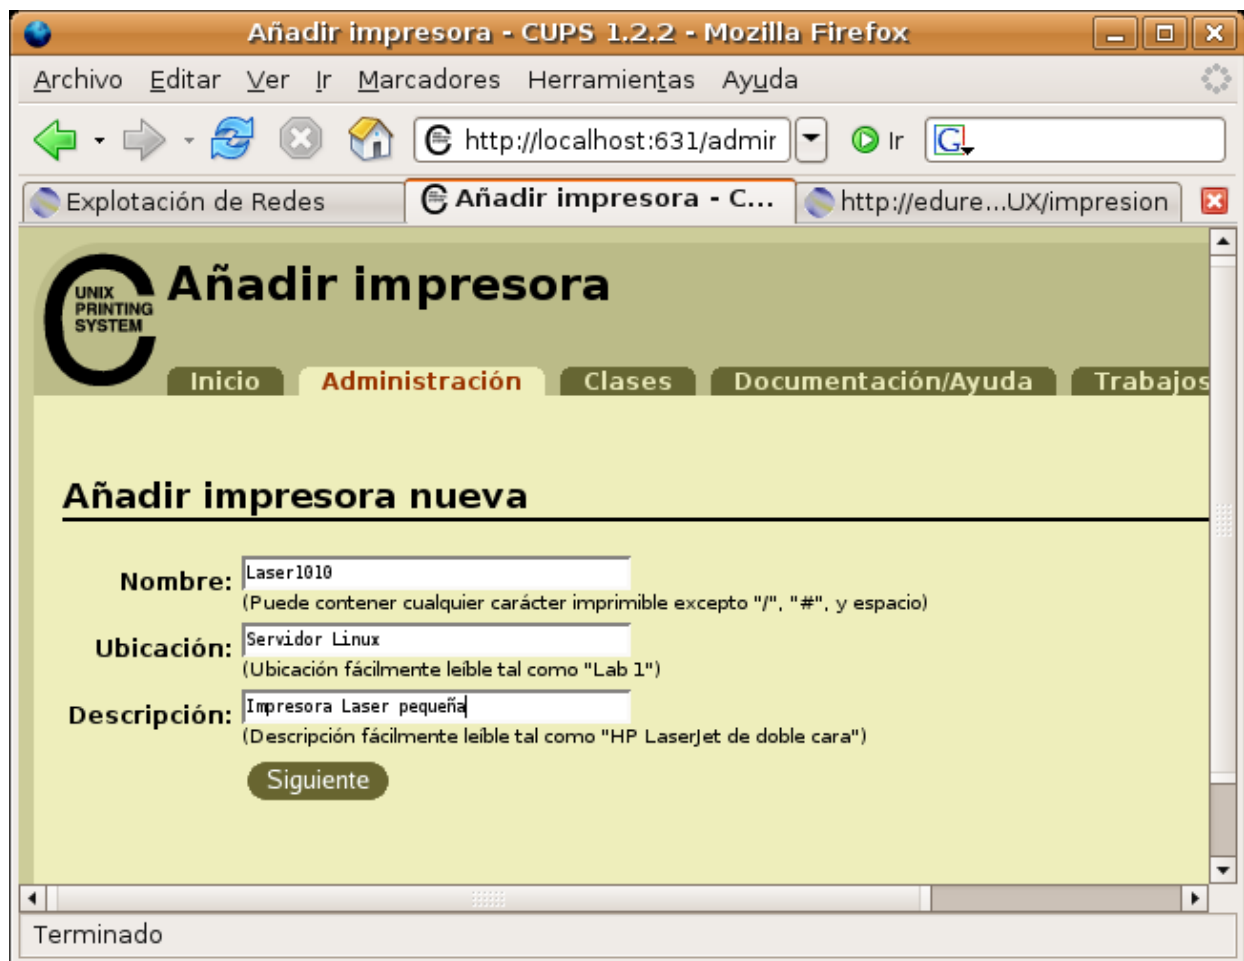 Añadir impresora - CUPS 1.2.2 - Mozilla Firefox
Archivo Editar Ver Ir Marcadores Herramientas Ayuda
http://localhost:631/admir Ir G
Explotación de Redes Añadir impresora - C... http://edure...UX/impresion
UNIX
PRINTING
SYSTEM
Añadir impresora
Inicio Administración Clases Documentación/Ayuda Trabajos
Añadir impresora nueva
Nombre: Laser1010
(Puede contener cualquier carácter imprimible excepto "/", "#", y espacio)
Ubicación: Servidor Linux
(Ubicación fácilmente leíble tal como "Lab 1")
Descripción: Impresora Laser pequeña
(Descripción fácilmente leíble tal como "HP LaserJet de doble cara")
Siguiente
Terminado